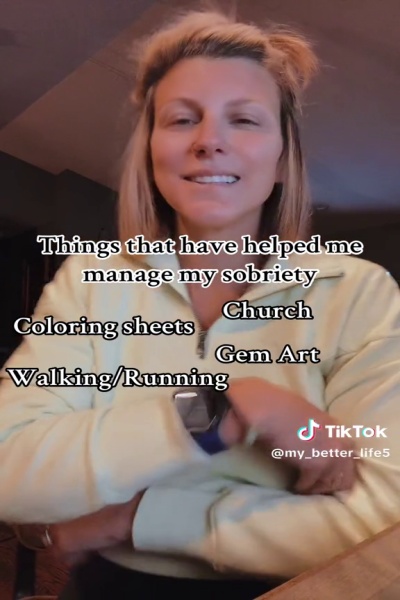 Things that have helped me
manage my sobriety
Church
Coloring sheets
Gem Art
Walking/Running
TikTok
@my_better_life5